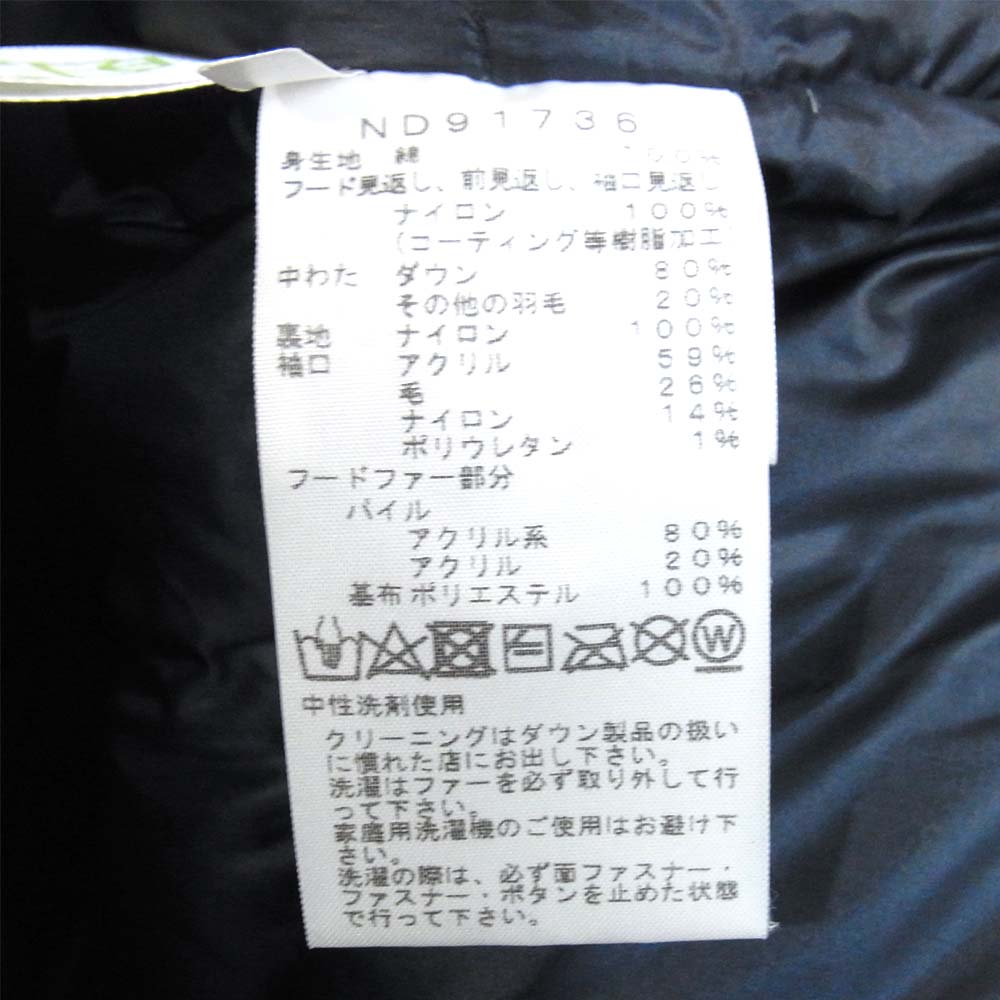 ND91736
身生地 綿 100%
フード見返し、前見返し、袖口見返し
ナイロン 100%
(コーティング等樹脂加工)
中わた ダウン 80%
その他の羽毛 20%
裏地 ナイロン 100%
袖口 アクリル 59%
毛 26%
ナイロン 14%
ポリウレタン 1%
フードファー部分
パイル
アクリル系 80%
アクリル 20%
基布 ポリエステル 100%
W
中性洗剤使用
クリーニングはダウン製品の扱い
に慣れた店にお出し下さい。
洗濯はファーを必ず取り外して行
って下さい。
家庭用洗濯機のご使用はお避け下
さい。
洗濯の際は、必ず面ファスナー・
ファスナー・ボタンを止めた状態
で行って下さい。